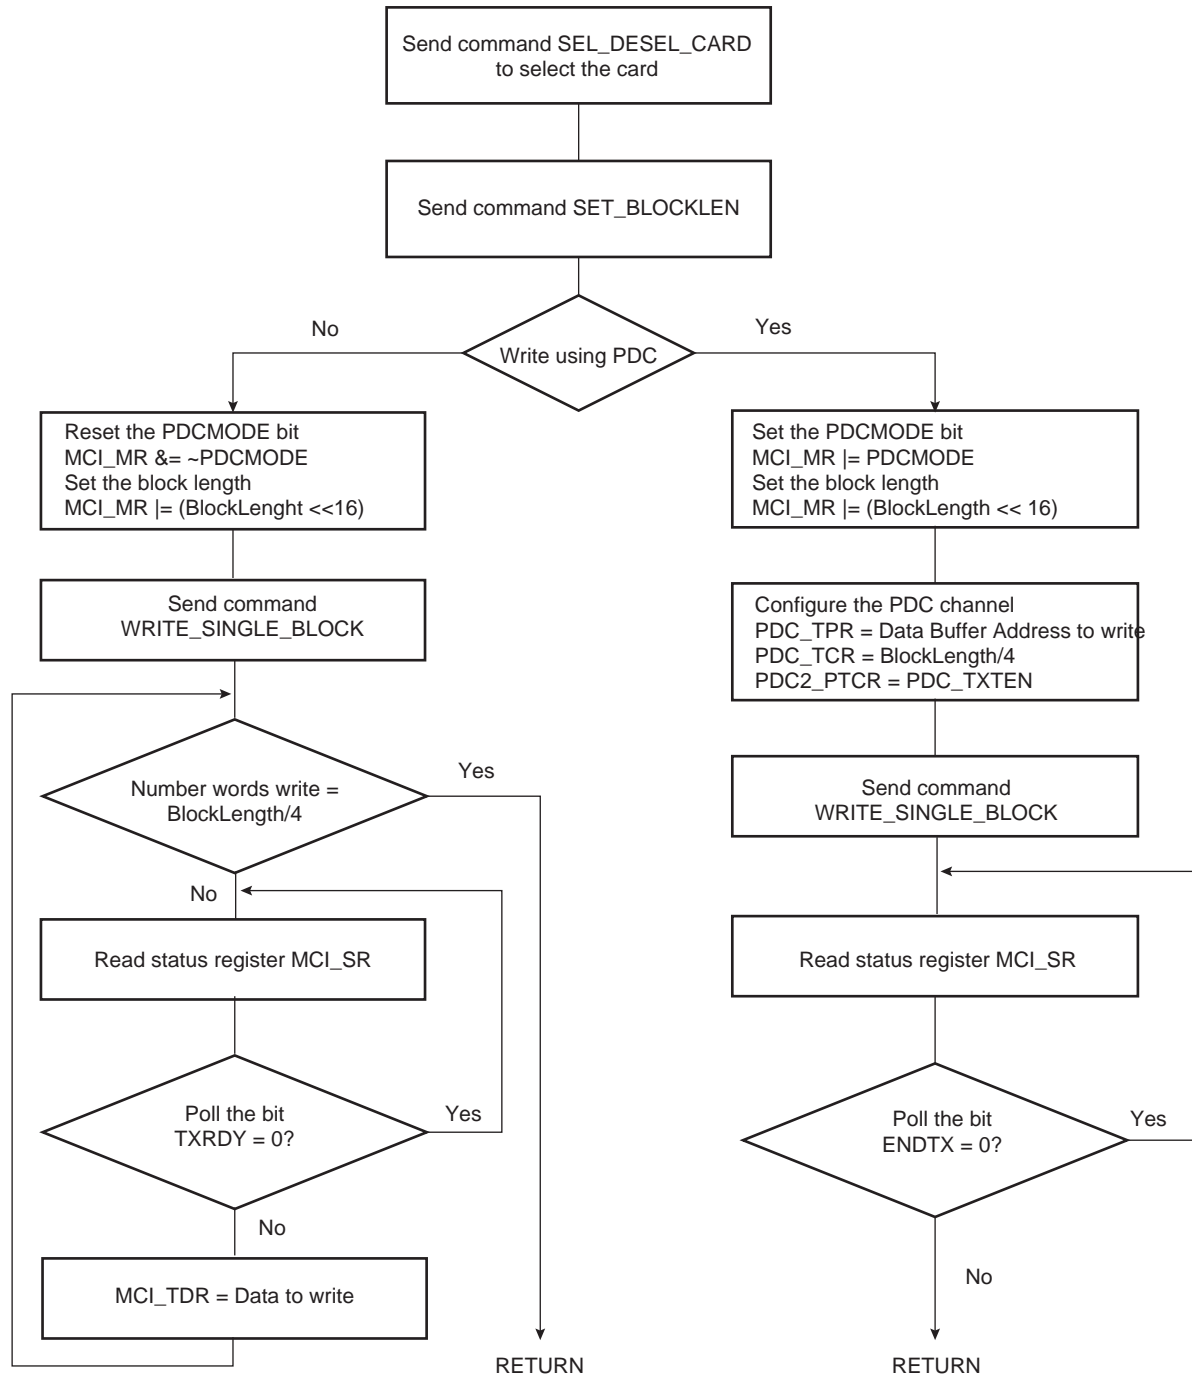 Send command SEL_DESEL_CARD
to select the card
Send command SET_BLOCKLEN
No
Yes
Write using PDC
Reset the PDCMODE bit
MCI_MR &= ~PDCMODE
Set the block length
MCI_MR |= (BlockLenght <<16)
Send command
WRITE_SINGLE_BLOCK
Number words write =
BlockLength/4
Yes
No
Read status register MCI_SR
Poll the bit
TXRDY = 0?
Yes
No
MCI_TDR = Data to write
RETURN
Set the PDCMODE bit
MCI_MR |= PDCMODE
Set the block length
MCI_MR |= (BlockLength << 16)
Configure the PDC channel
PDC_TPR = Data Buffer Address to write
PDC_TCR = BlockLength/4
PDC2_PTCR = PDC_TXTEN
Send command
WRITE_SINGLE_BLOCK
Read status register MCI_SR
Poll the bit
ENDTX = 0?
Yes
No
RETURN